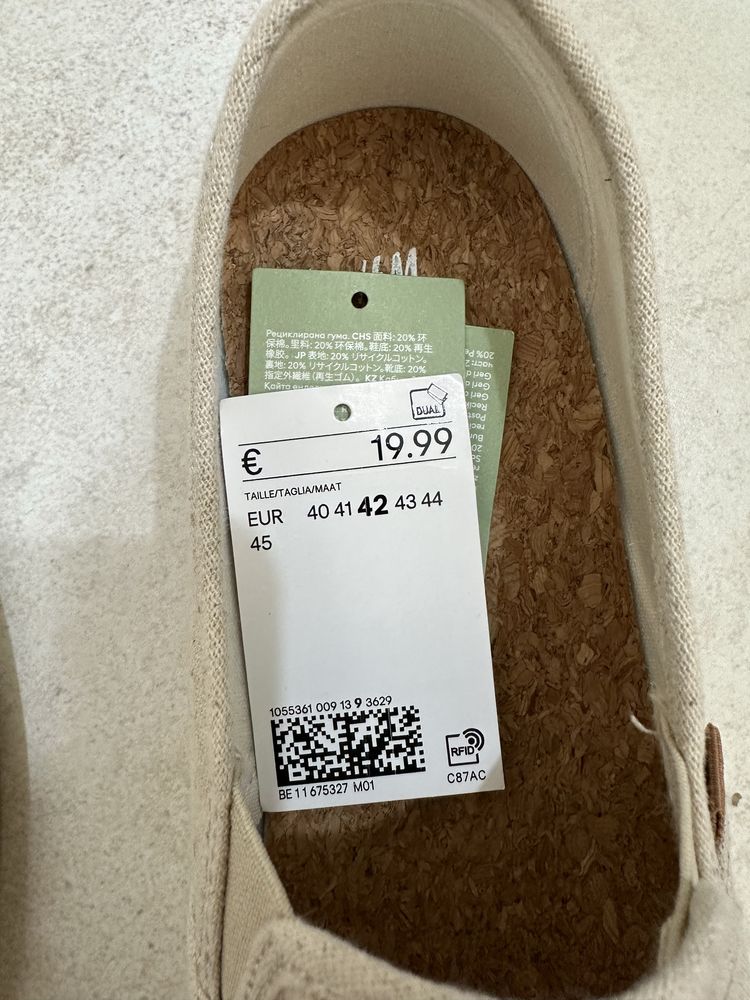 H&M
Рециклирана гума. CHS 面料: 20% 环
保棉。里料: 20% 环保棉。鞋底: 20% 再生
橡胶。 JP 表地: 20% リサイクルコットン。
裏地: 20% リサイクルコットン。靴底: 20%
指定外繊維 (再生ゴム)。 KZ
DUAL
€ 19.99
TAILLE/TAGLIA/MAAT
EUR 40 41 42 43 44
45
1055361 009 13 9 3629
RFID
C87AC
BE 11 675327 M01